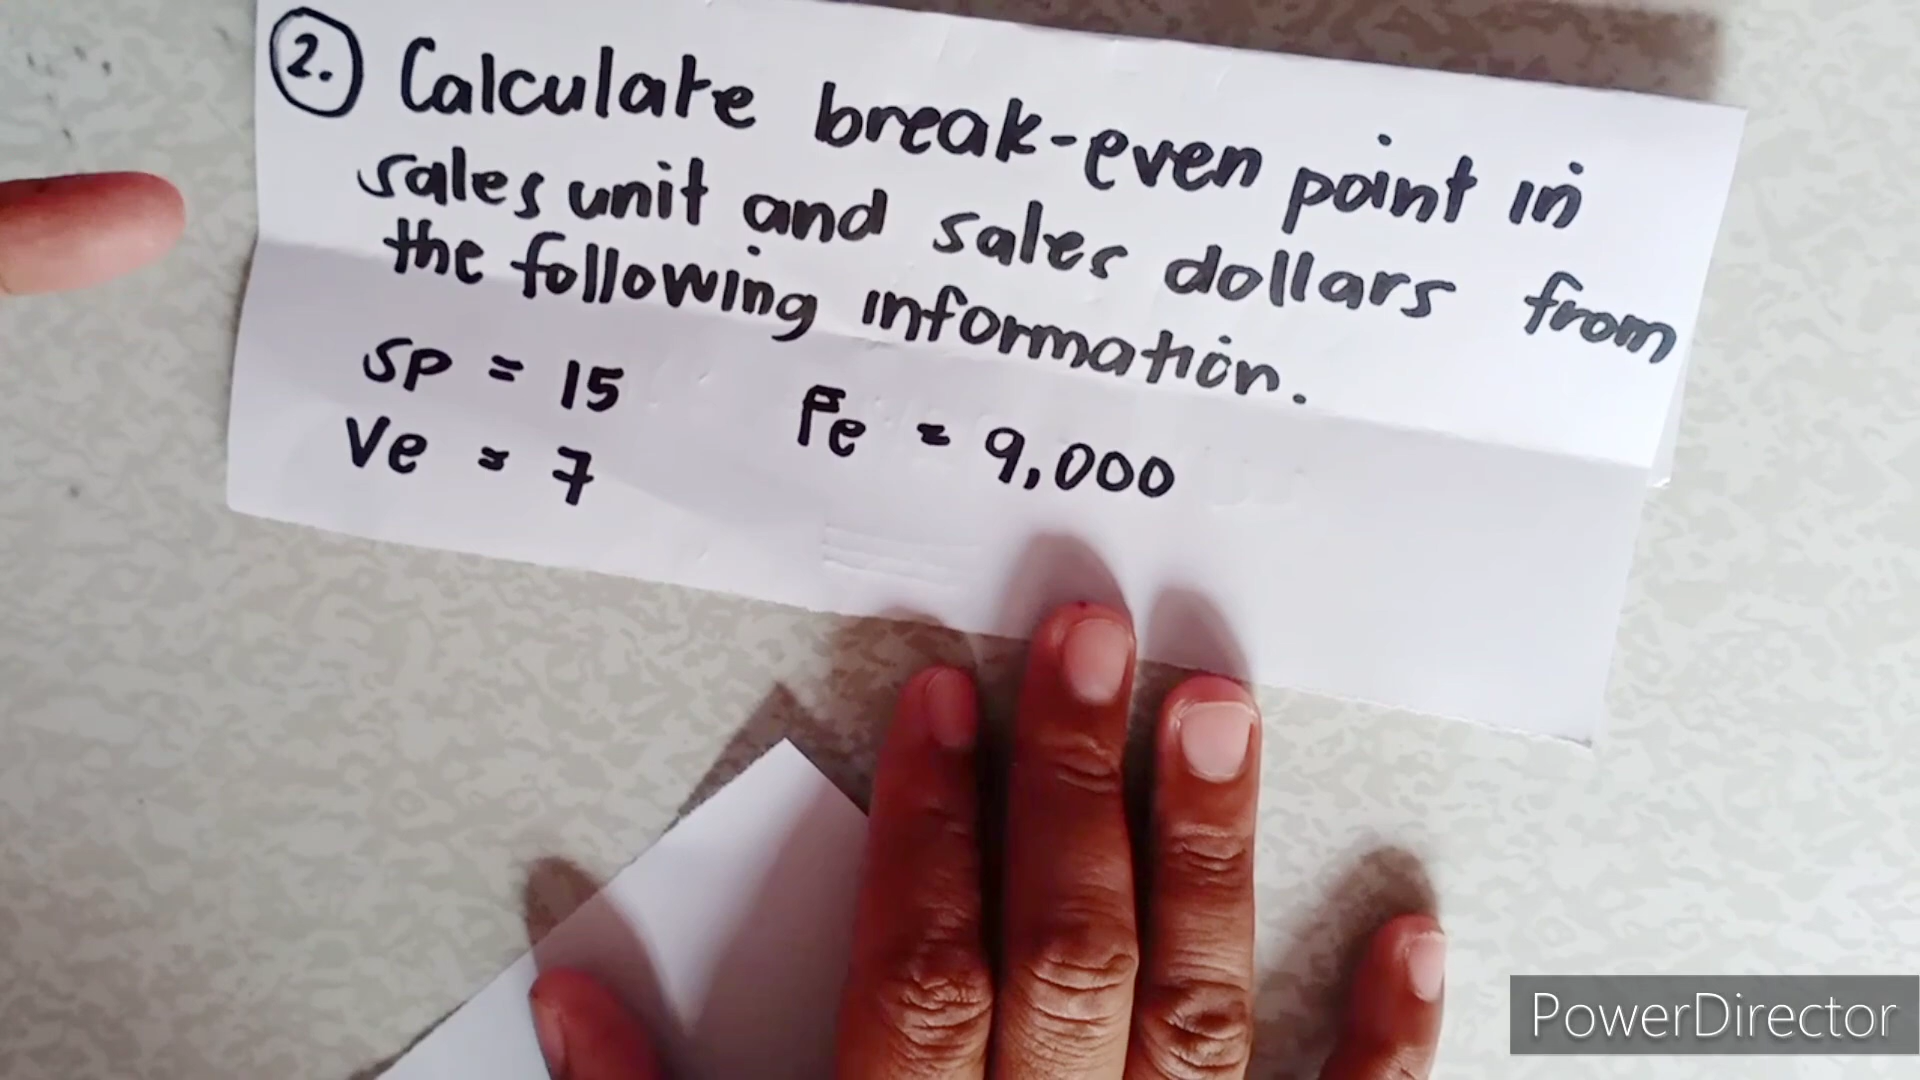 2. Calculate break-even point in
sales unit and sales dollars from
the following information.
SP = 15 Fe = 9,000
Ve = 7
PowerDirector